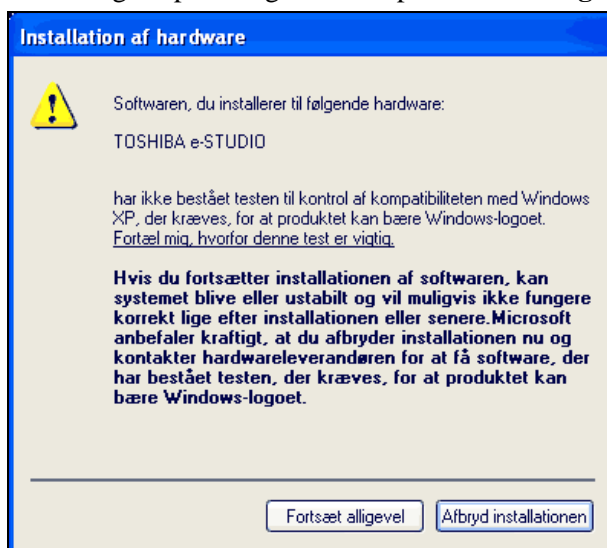 Installation af hardware
Softwaren, du installerer til følgende hardware:
TOSHIBA e-STUDIO
har ikke bestået testen til kontrol af kompatibiliteten med Windows
XP, der kræves, for at produktet kan bære Windows-logoet.
Fortæl mig, hvorfor denne test er vigtig.
Hvis du fortsætter installationen af softwaren, kan
systemet blive eller ustabilt og vil muligvis ikke fungere
korrekt lige efter installationen eller senere.Microsoft
anbefaler kraftigt, at du afbryder installationen nu og
kontakter hardwareleverandøren for at få software, der
har bestået testen, der kræves, for at produktet kan
bære Windows-logoet.
Fortsæt alligevel Afbryd installationen